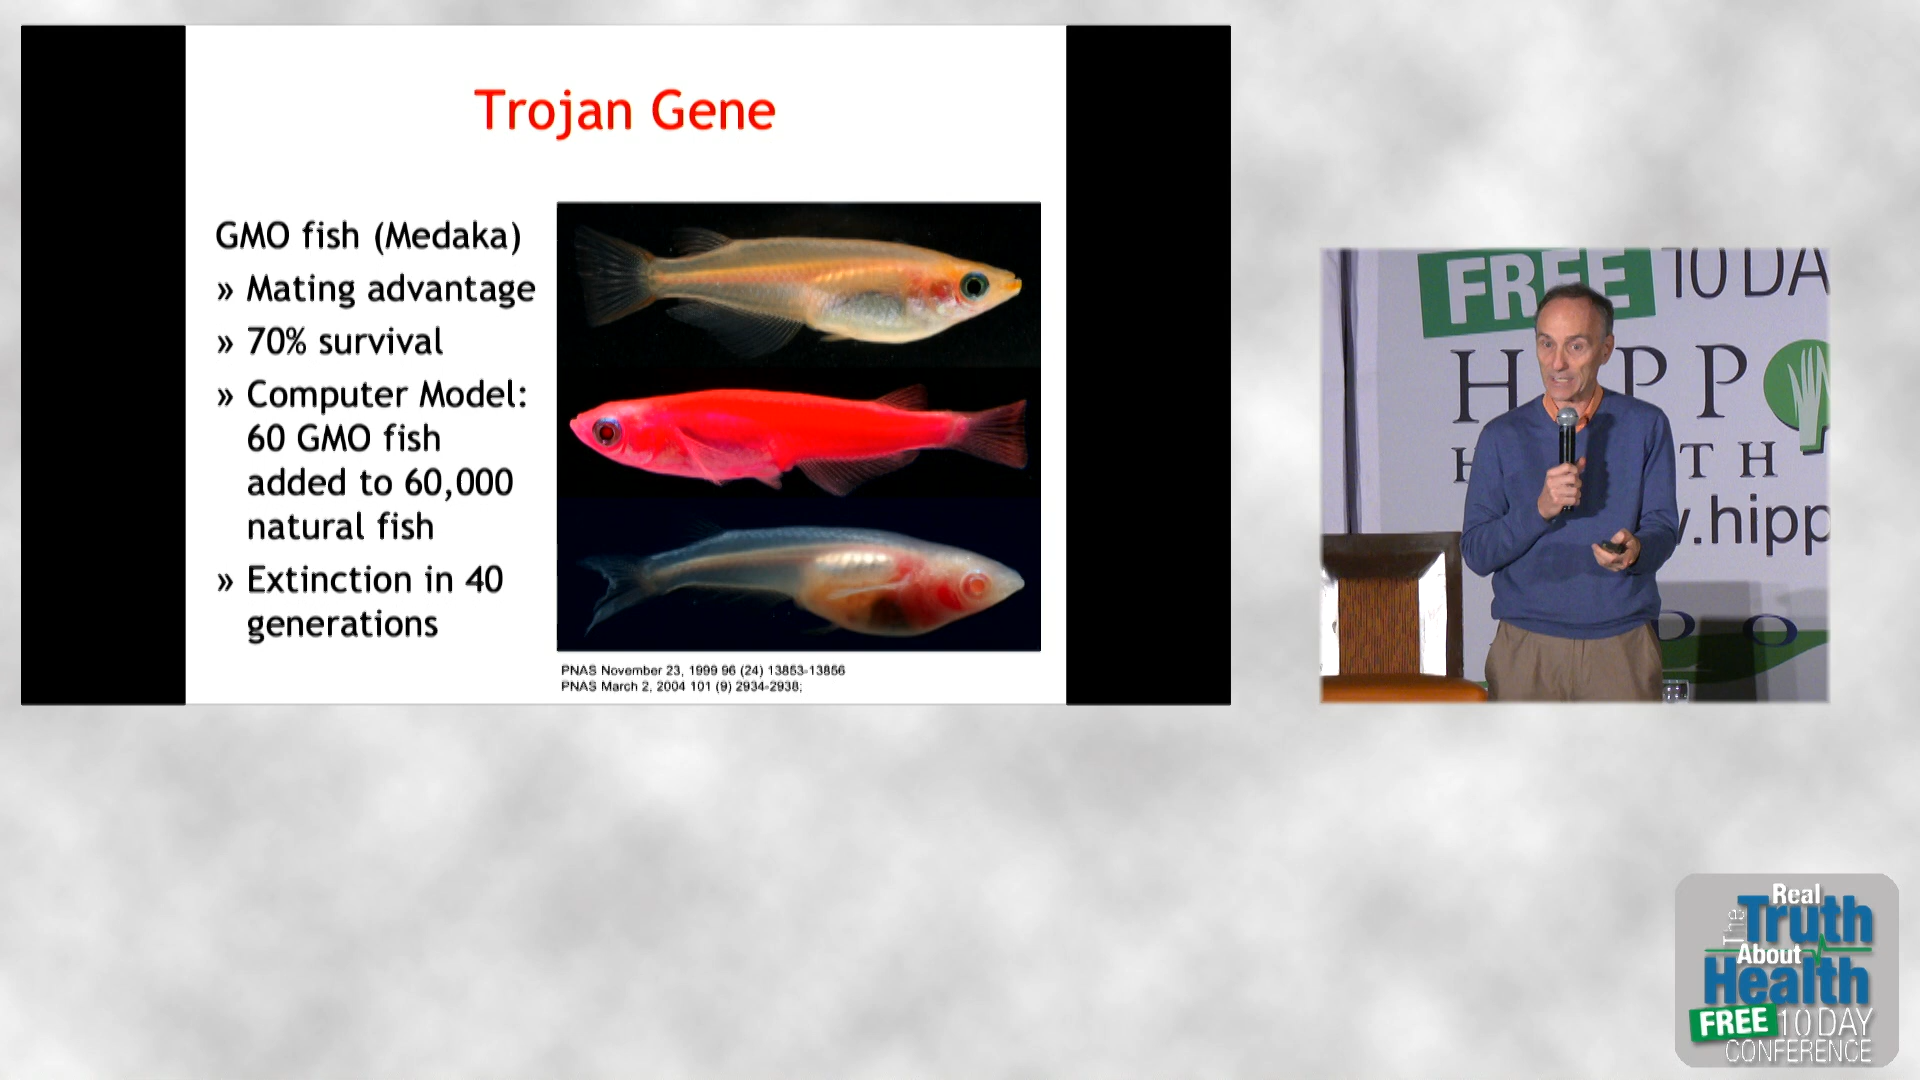 Trojan Gene
GMO fish (Medaka)
» Mating advantage
» 70% survival
» Computer Model:
60 GMO fish
added to 60,000
natural fish
» Extinction in 40
generations
PNAS November 23, 1999 96 (24) 13853-13856
PNAS March 2, 2004 101 (9) 2934-2938;
FREE 10 DA
H PP
TH
.hipp
The Real
Truth
About
Health
FREE 10 DAY
CONFERENCE